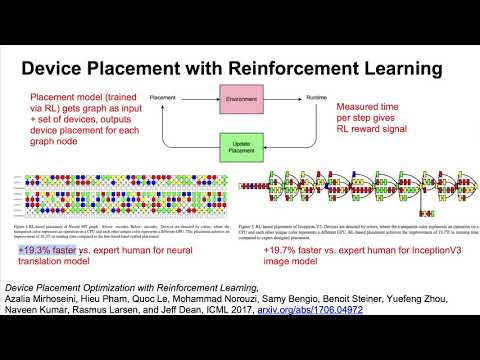 Device Placement with Reinforcement Learning
Placement model (trained
via RL) gets graph as input
+ set of devices, outputs
device placement for each
graph node
Placement
Environment
Runtime
Update
Placement
Measured time
per step gives
RL reward signal
+19.3% faster vs. expert human for neural
translation model
+19.7% faster vs. expert human for InceptionV3
image model
Device Placement Optimization with Reinforcement Learning,
Azalia Mirhoseini, Hieu Pham, Quoc Le, Mohammad Norouzi, Samy Bengio, Benoit Steiner, Yuefeng Zhou,
Naveen Kumar, Rasmus Larsen, and Jeff Dean, ICML 2017, arxiv.org/abs/1706.04972